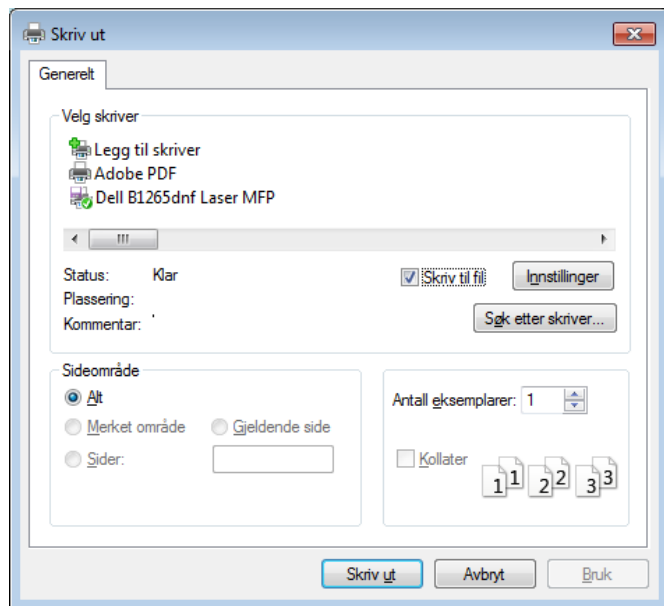 Skriv ut
Generelt
Velg skriver
Legg til skriver
Adobe PDF
Dell B1265dnf Laser MFP
Status: Klar
Skriv til fil
Innstillinger
Plassering:
Kommentar: '
Søk etter skriver...
Sideområde
Alt
Merket område Gjeldende side
Sider:
Antall eksemplarer: 1
Kollater
1 1 2 2 3 3
Skriv ut Avbryt Bruk